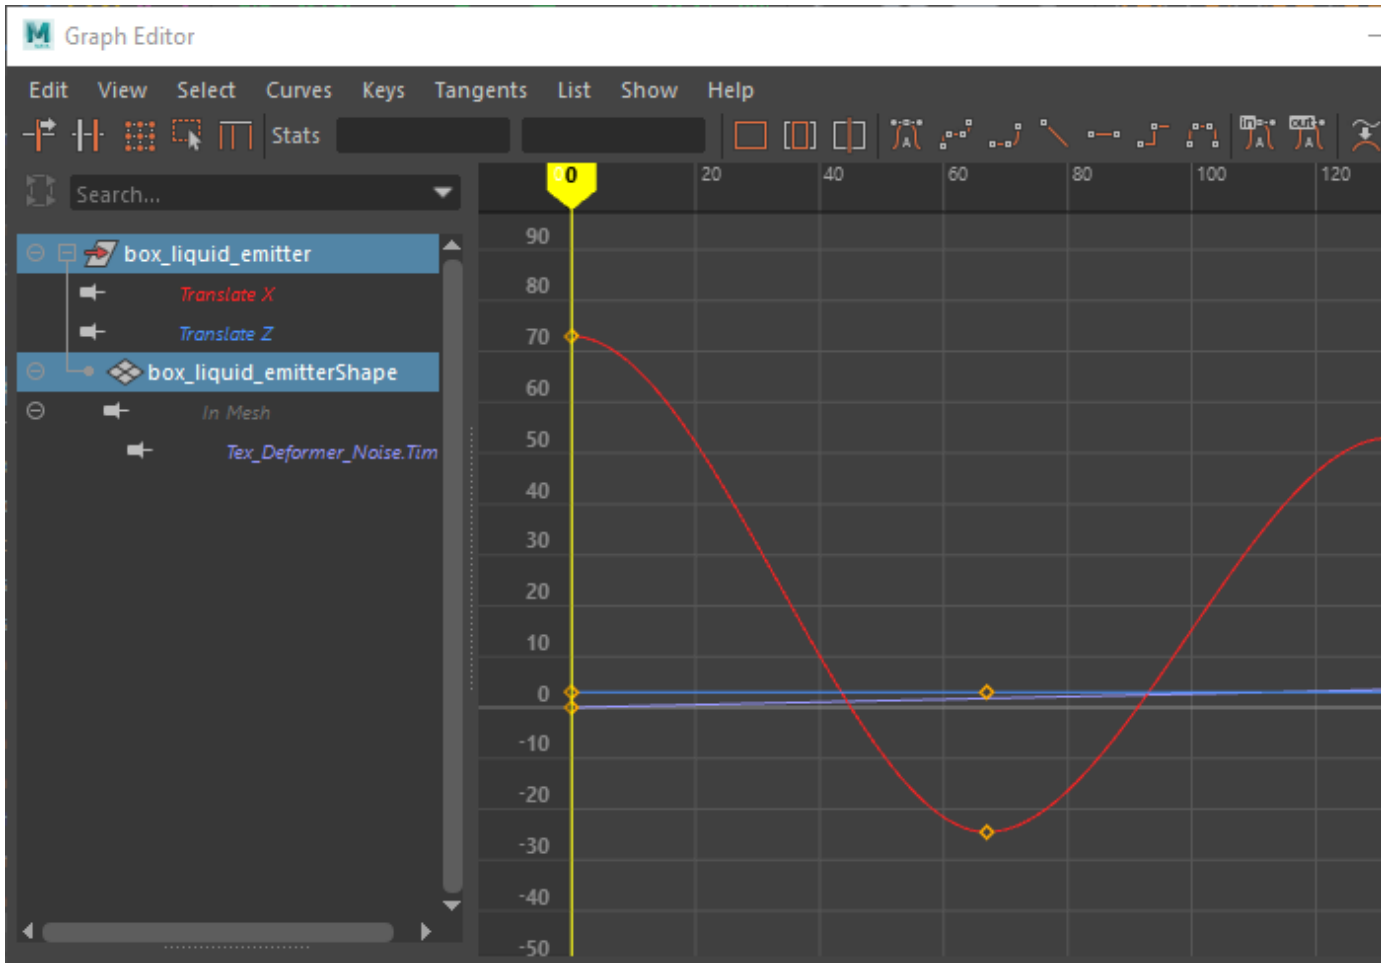 Graph Editor
Edit View Select Curves Keys Tangents List Show Help
Stats
in out
Search...
0 20 40 60 80 100 120
box_liquid_emitter
Translate X
Translate Z
box_liquid_emitterShape
In Mesh
Tex_Deformer_Noise.Tim
90
80
70
60
50
40
30
20
10
0
-10
-20
-30
-40
-50